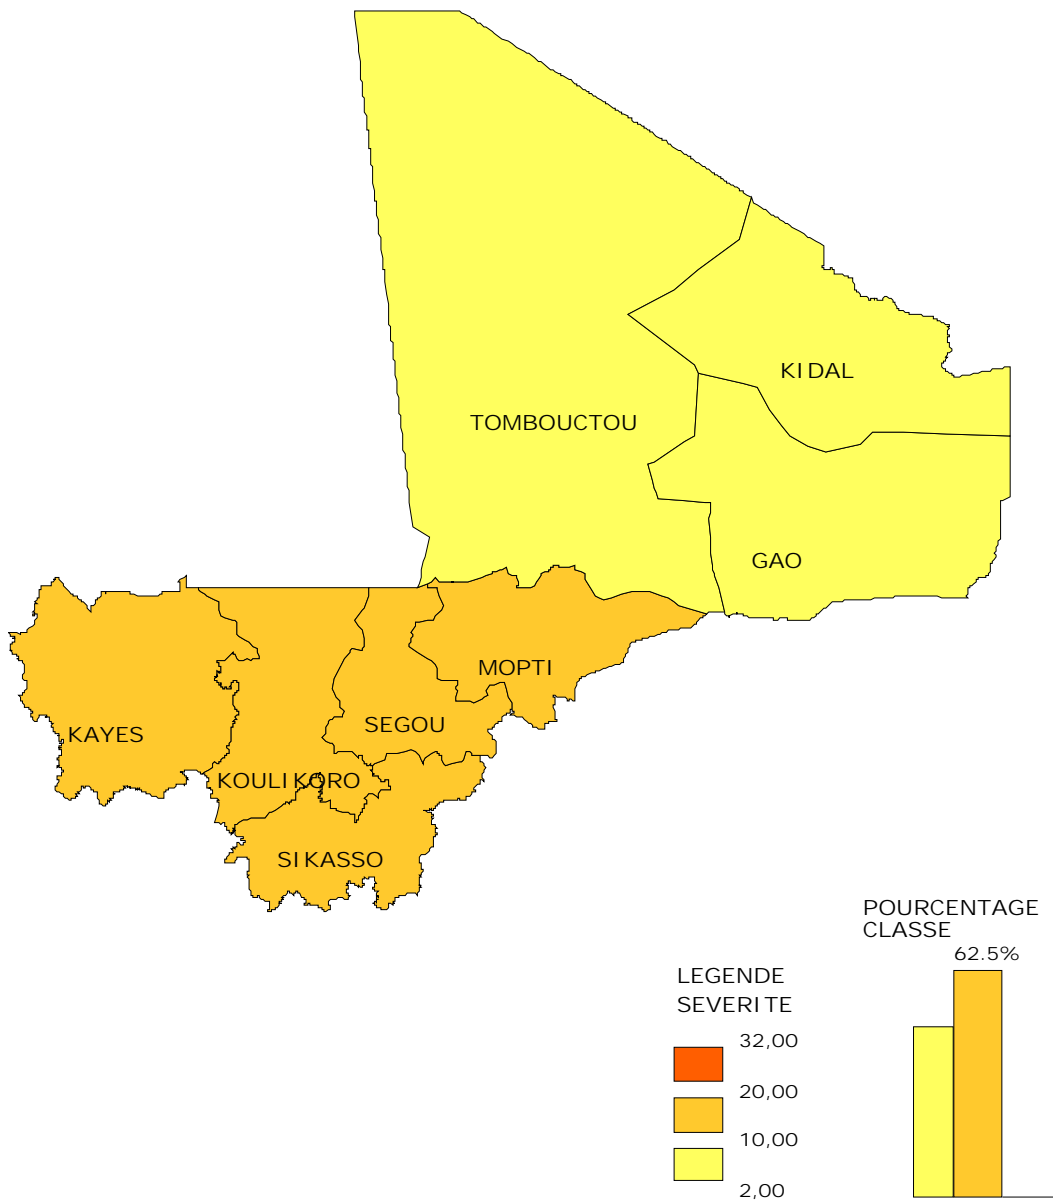 KIDAL
TOMBOUCTOU
GAO
MOPTI
SEGOU
KAYES
KOULIKORO
SIKASSO
POURCENTAGE
CLASSE
62.5%
LEGENDE
SEVERITE
32,00
20,00
10,00
2,00